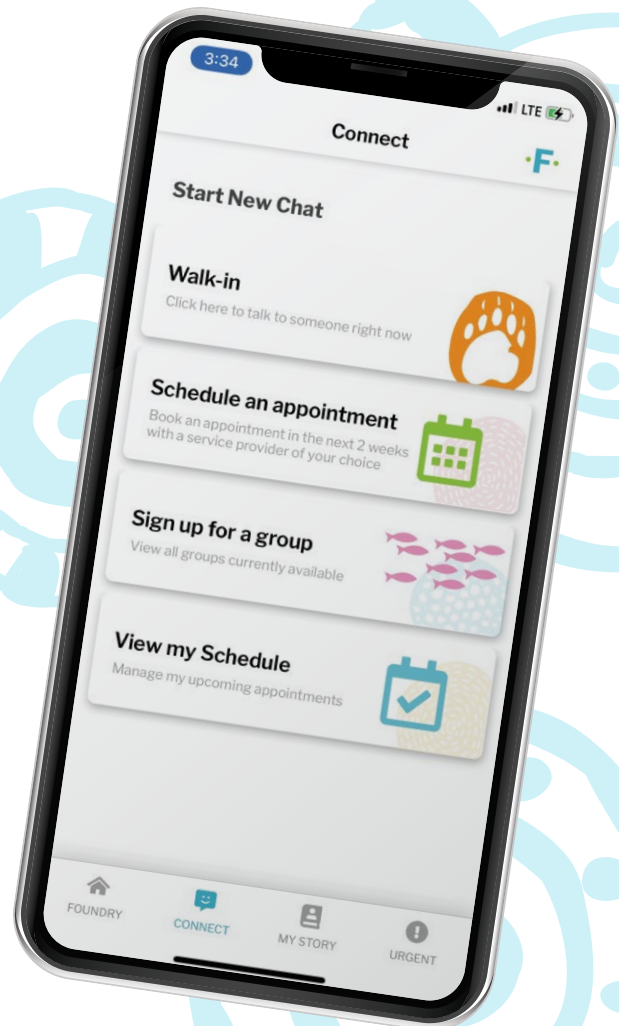 3:34
LTE
Connect
·F·
Start New Chat
Walk-in
Click here to talk to someone right now
Schedule an appointment
Book an appointment in the next 2 weeks
with a service provider of your choice
Sign up for a group
View all groups currently available
View my Schedule
Manage my upcoming appointments
FOUNDRY
CONNECT
MY STORY
URGENT